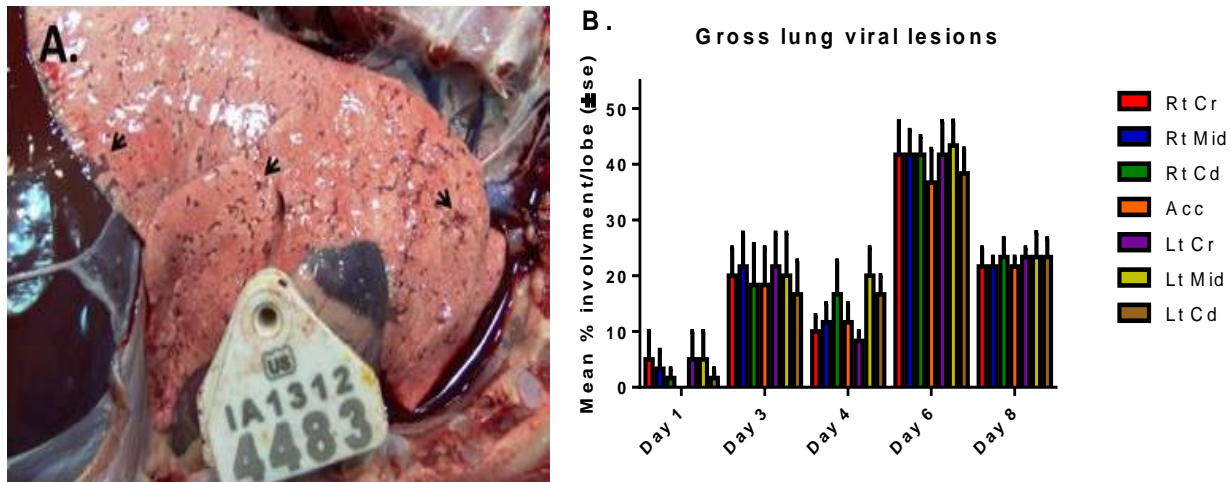 A.
US
IA1312
4483
B.
Gross lung viral lesions
Mean % involvment/lobe (±se)
50
40
30
20
10
0
Day 1
Day 3
Day 4
Day 6
Day 8
Rt Cr
Rt Mid
Rt Cd
Acc
Lt Cr
Lt Mid
Lt Cd